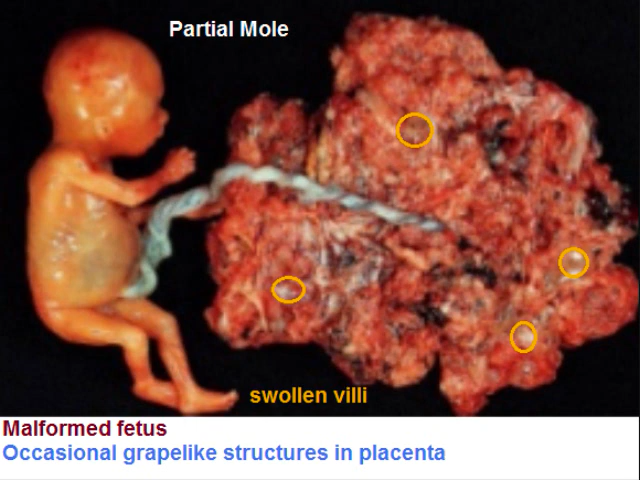 Partial Mole
swollen villi
Malformed fetus
Occasional grapelike structures in placenta